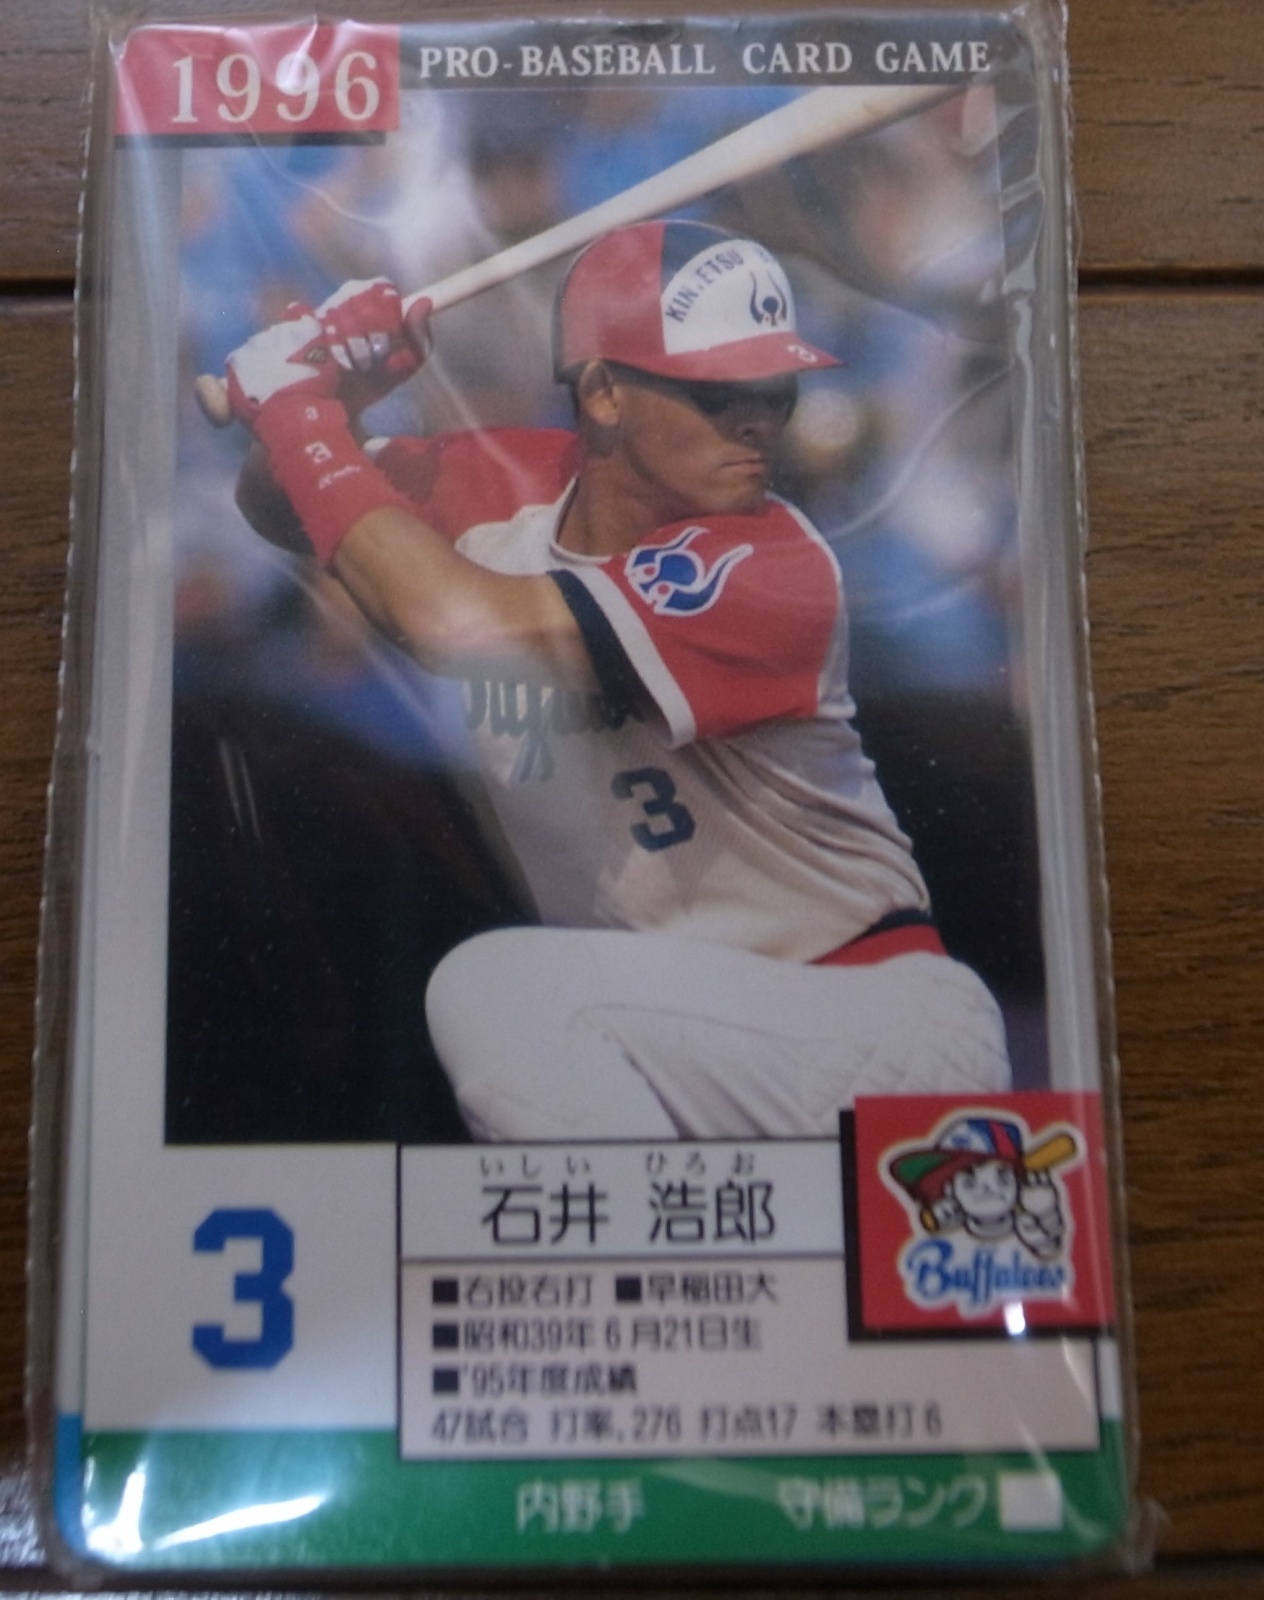 1996
PRO-BASEBALL CARD GAME
KINTETSU
3
3
3
3
いしい ひろお
石井 浩郎
3
Buffaloes
■右投右打 ■早稲田大
■昭和39年6月21日生
■'95年度成績
47試合 打率.276 打点17 本塁打6
内野手 守備ランク